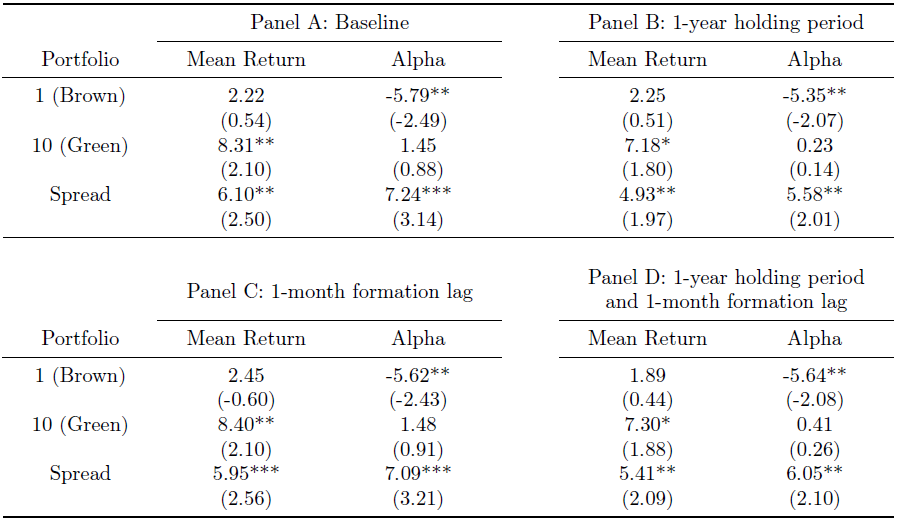 Panel A: Baseline Panel B: 1-year holding period
Portfolio Mean Return Alpha Mean Return Alpha
1 (Brown) 2.22 -5.79** 2.25 -5.35**
(0.54) (-2.49) (0.51) (-2.07)
10 (Green) 8.31** 1.45 7.18* 0.23
(2.10) (0.88) (1.80) (0.14)
Spread 6.10** 7.24*** 4.93** 5.58**
(2.50) (3.14) (1.97) (2.01)
Panel C: 1-month formation lag Panel D: 1-year holding period
and 1-month formation lag
Portfolio Mean Return Alpha Mean Return Alpha
1 (Brown) 2.45 -5.62** 1.89 -5.64**
(-0.60) (-2.43) (0.44) (-2.08)
10 (Green) 8.40** 1.48 7.30* 0.41
(2.10) (0.91) (1.88) (0.26)
Spread 5.95*** 7.09*** 5.41** 6.05**
(2.56) (3.21) (2.09) (2.10)